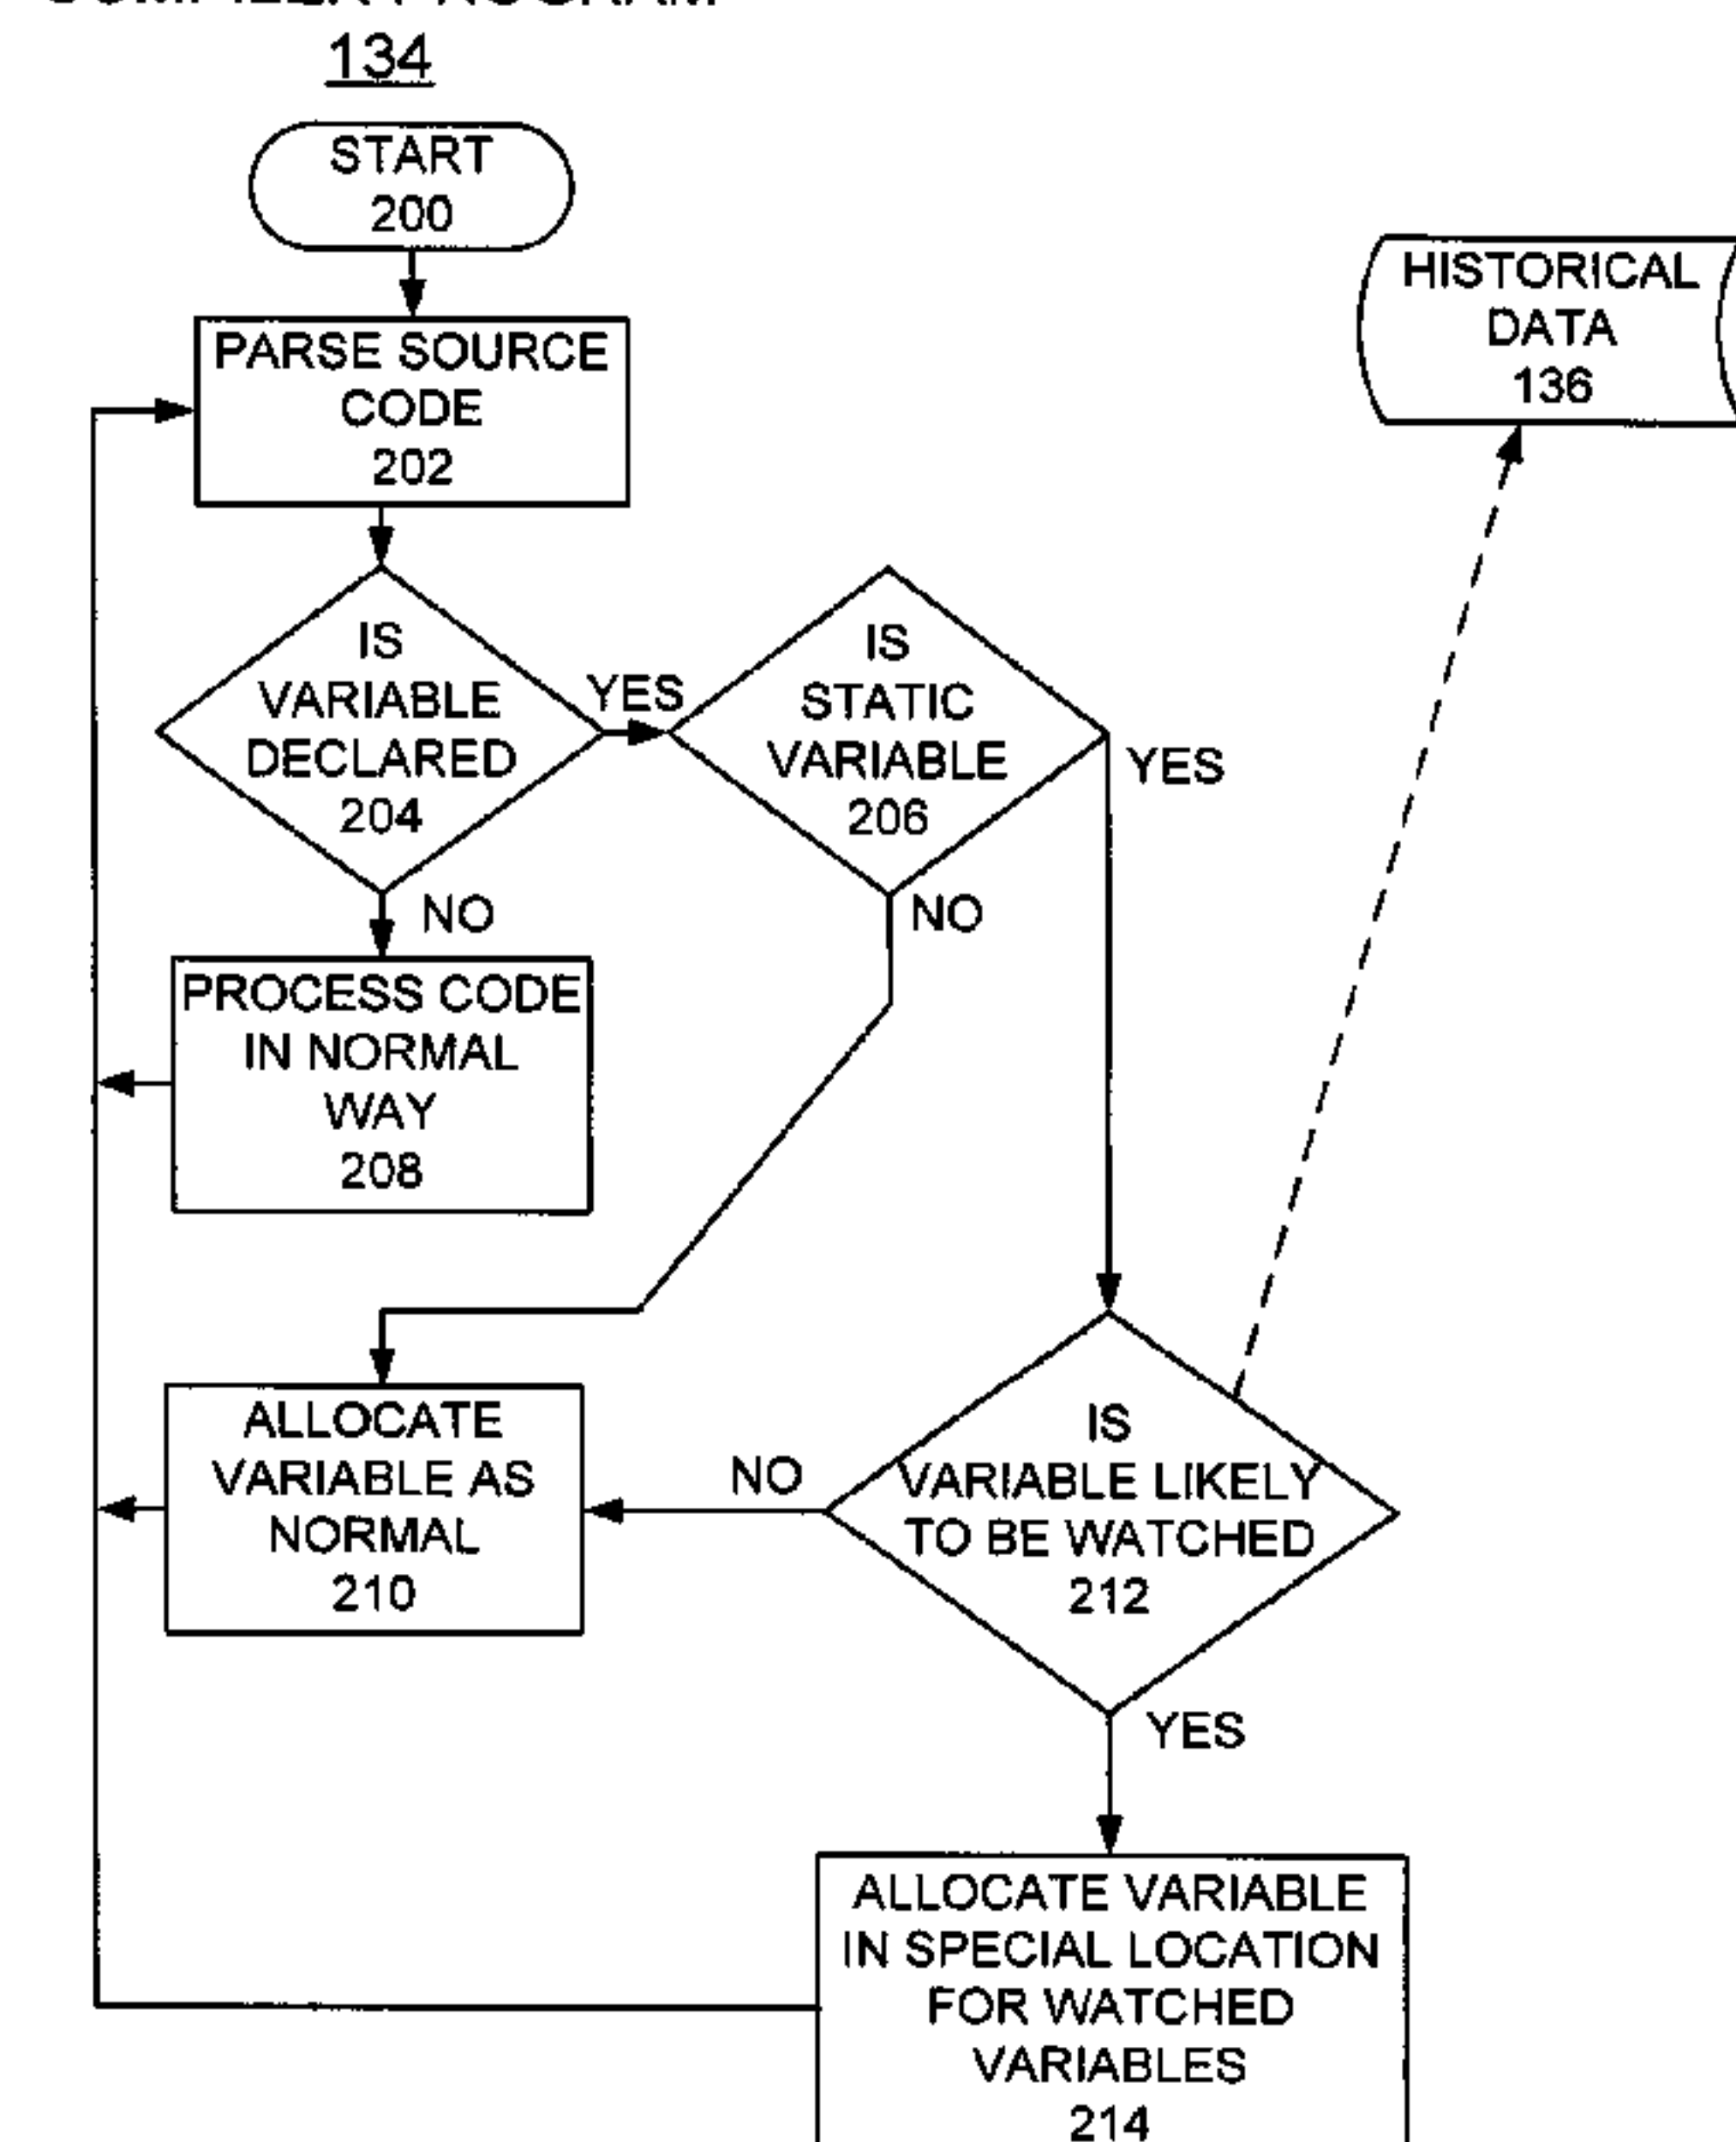 134
START
200
HISTORICAL
DATA
136
PARSE SOURCE
CODE
202
IS
VARIABLE
DECLARED
204
YES
IS
STATIC
VARIABLE
206
YES
NO
NO
PROCESS CODE
IN NORMAL
WAY
208
ALLOCATE
VARIABLE AS
NORMAL
210
NO
IS
VARIABLE LIKELY
TO BE WATCHED
212
YES
ALLOCATE VARIABLE
IN SPECIAL LOCATION
FOR WATCHED
VARIABLES
214